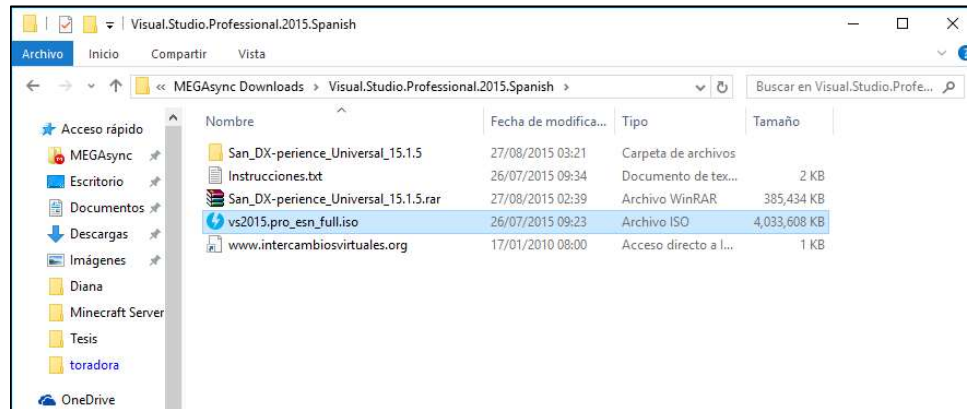 Visual.Studio.Professional.2015.Spanish
Archivo Inicio Compartir Vista
« MEGAsync Downloads > Visual.Studio.Professional.2015.Spanish > Buscar en Visual.Studio.Profe...
Nombre Fecha de modifica... Tipo Tamaño
San_DX-perience_Universal_15.1.5 27/08/2015 03:21 Carpeta de archivos
Instrucciones.txt 26/07/2015 09:34 Documento de tex... 2 KB
San_DX-perience_Universal_15.1.5.rar 27/08/2015 02:39 Archivo WinRAR 385,434 KB
vs2015.pro_esn_full.iso 26/07/2015 09:23 Archivo ISO 4,033,608 KB
www.intercambiosvirtuales.org 17/01/2010 08:00 Acceso directo a I... 1 KB
Acceso rápido
MEGAsync
Escritorio
Documentos
Descargas
Imágenes
Diana
Minecraft Server
Tesis
toradora
OneDrive